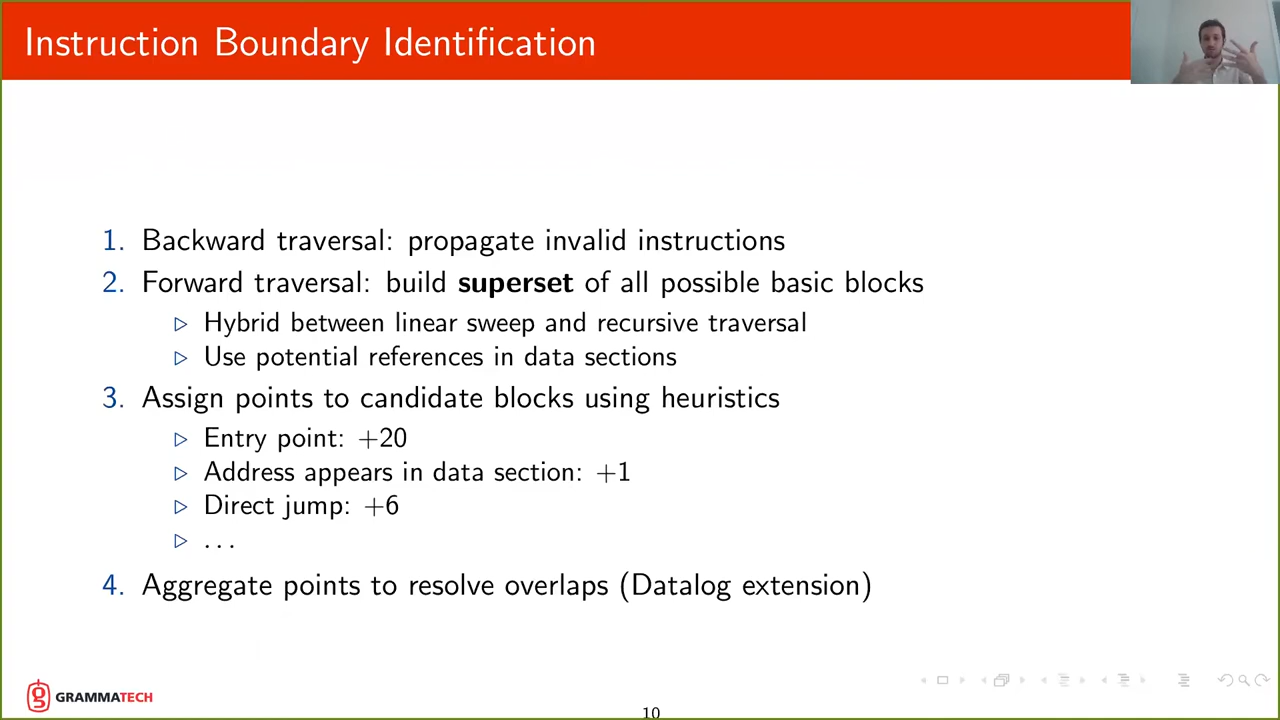 Instruction Boundary Identification
1. Backward traversal: propagate invalid instructions
2. Forward traversal: build superset of all possible basic blocks
▷ Hybrid between linear sweep and recursive traversal
▷ Use potential references in data sections
3. Assign points to candidate blocks using heuristics
▷ Entry point: +20
▷ Address appears in data section: +1
▷ Direct jump: +6
▷ ...
4. Aggregate points to resolve overlaps (Datalog extension)
GRAMMATECH
10